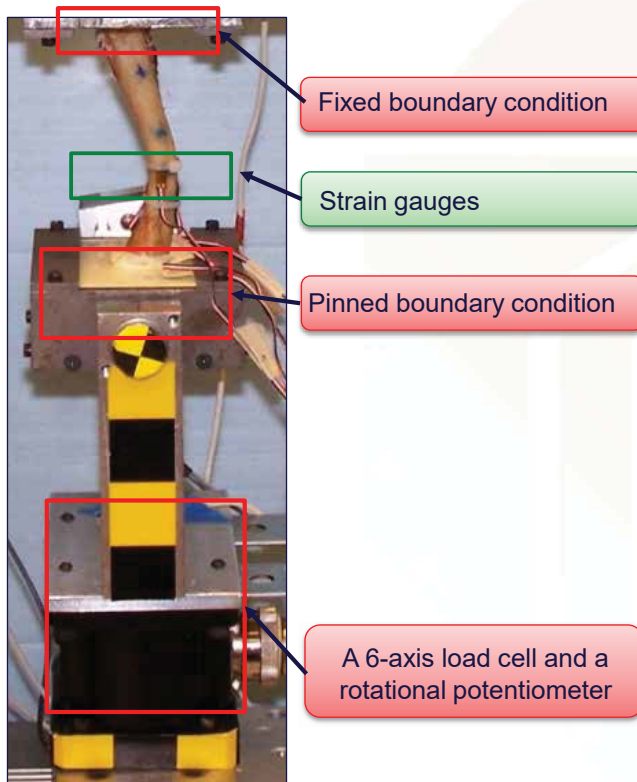 Fixed boundary condition
Strain gauges
Pinned boundary condition
A 6-axis load cell and a
rotational potentiometer